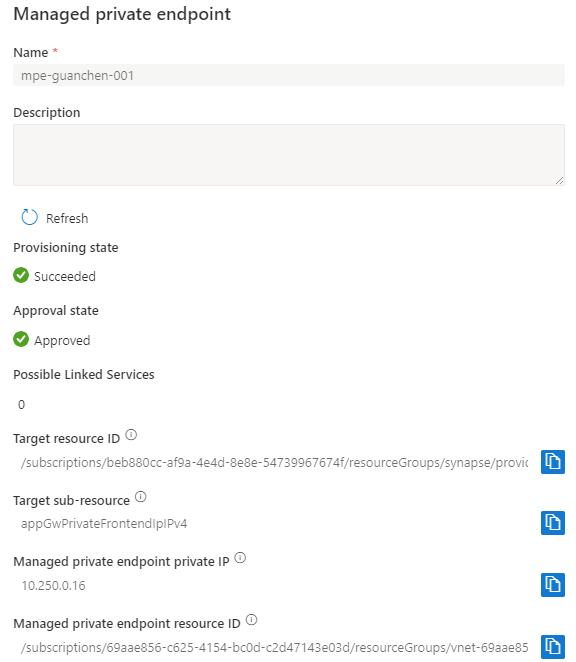 Managed private endpoint
Name *
mpe-guanchen-001
Description
Refresh
Provisioning state
Succeeded
Approval state
Approved
Possible Linked Services
0
Target resource ID
/subscriptions/beb880cc-af9a-4e4d-8e8e-54739967674f/resourceGroups/synapse/provic
Target sub-resource
appGwPrivateFrontendIpIPv4
Managed private endpoint private IP
10.250.0.16
Managed private endpoint resource ID
/subscriptions/69aae856-c625-4154-bc0d-c2d47143e03d/resourceGroups/vnet-69aae85